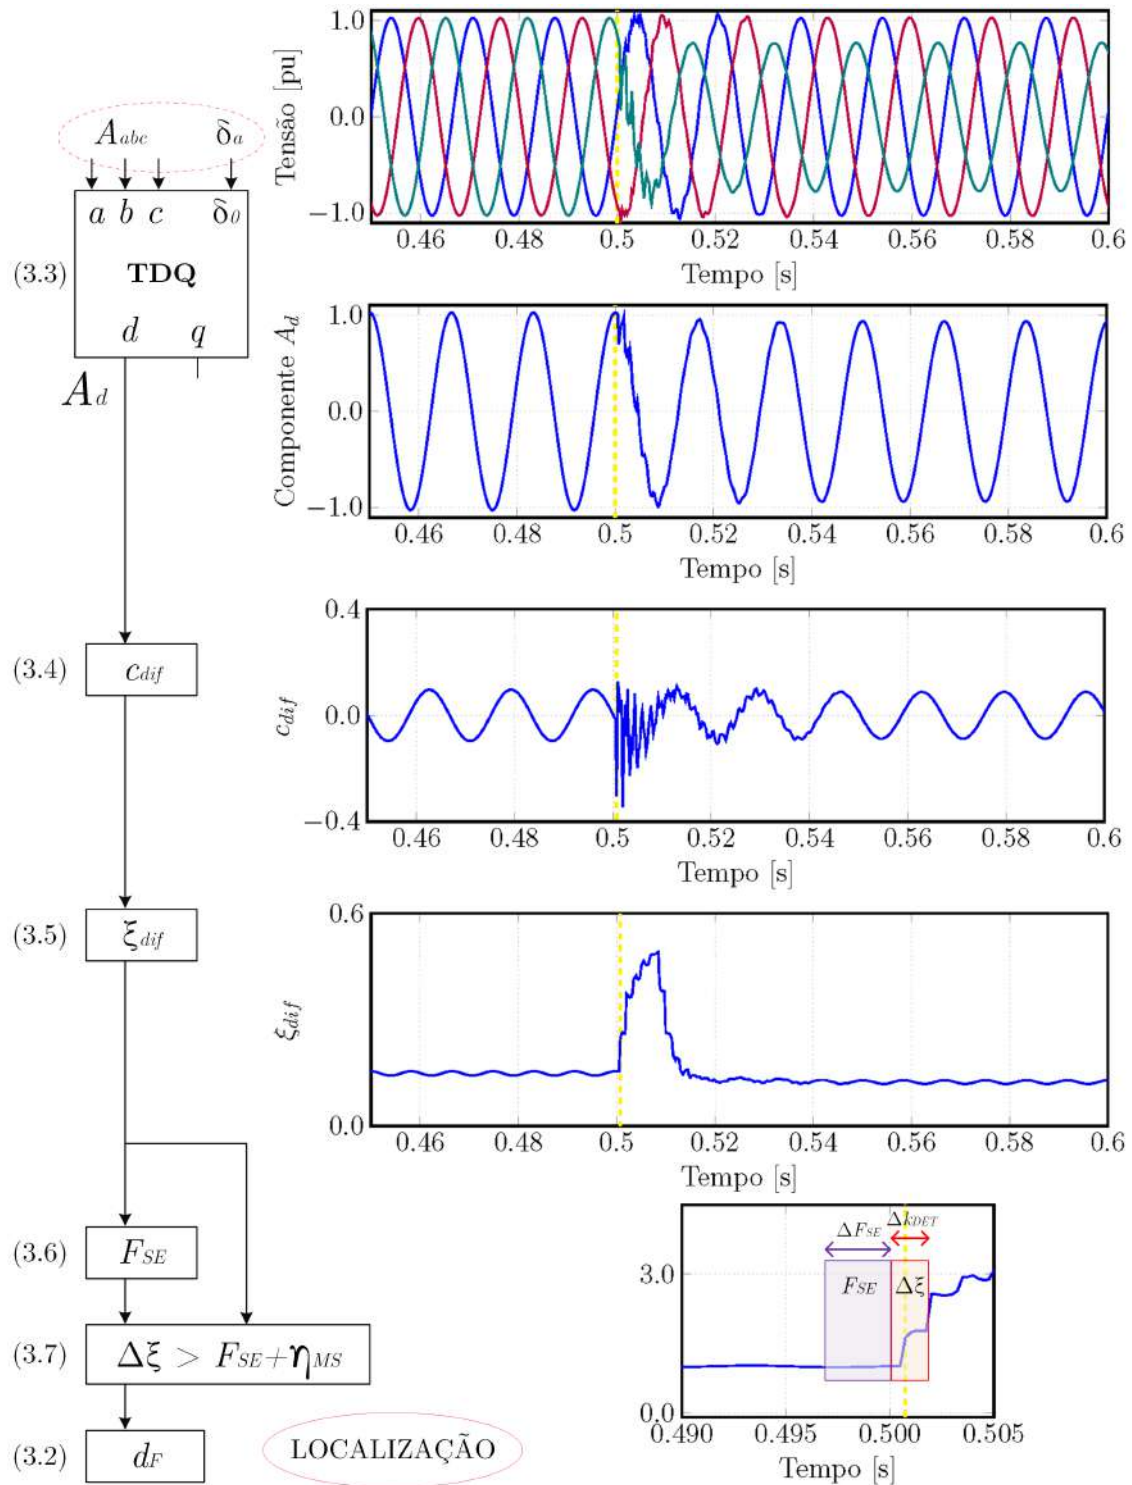 A_abc δ_a
a b c δ_0
(3.3) TDQ
d q
A_d
Tensão [pu]
1.0
0.0
−1.0
0.46 0.48 0.5 0.52 0.54 0.56 0.58 0.6
Tempo [s]
Componente A_d
1.0
0.0
−1.0
0.46 0.48 0.5 0.52 0.54 0.56 0.58 0.6
Tempo [s]
(3.4) c_dif
c_dif
0.4
0.0
−0.4
0.46 0.48 0.5 0.52 0.54 0.56 0.58 0.6
Tempo [s]
(3.5) ξ_dif
ξ_dif
0.6
0.0
0.46 0.48 0.5 0.52 0.54 0.56 0.58 0.6
Tempo [s]
(3.6) F_SE
(3.7) Δξ > F_SE+η_MS
(3.2) d_F
LOCALIZAÇÃO
ΔF_SE Δk_DET
F_SE Δξ
3.0
0.0
0.490 0.495 0.500 0.505
Tempo [s]